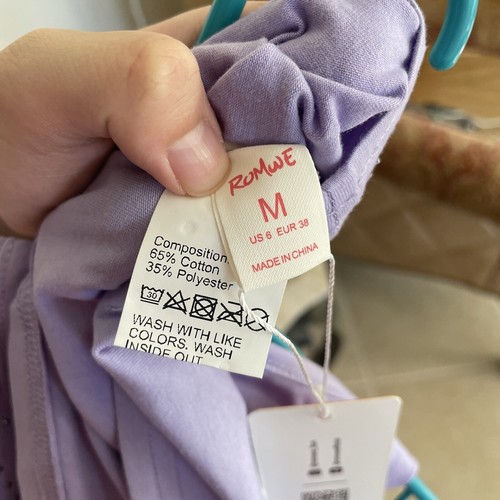 ROMWE
M
US 6 EUR 38
MADE IN CHINA
Composition:
65% Cotton
35% Polyester
30
WASH WITH LIKE
COLORS. WASH
INSIDE OUT